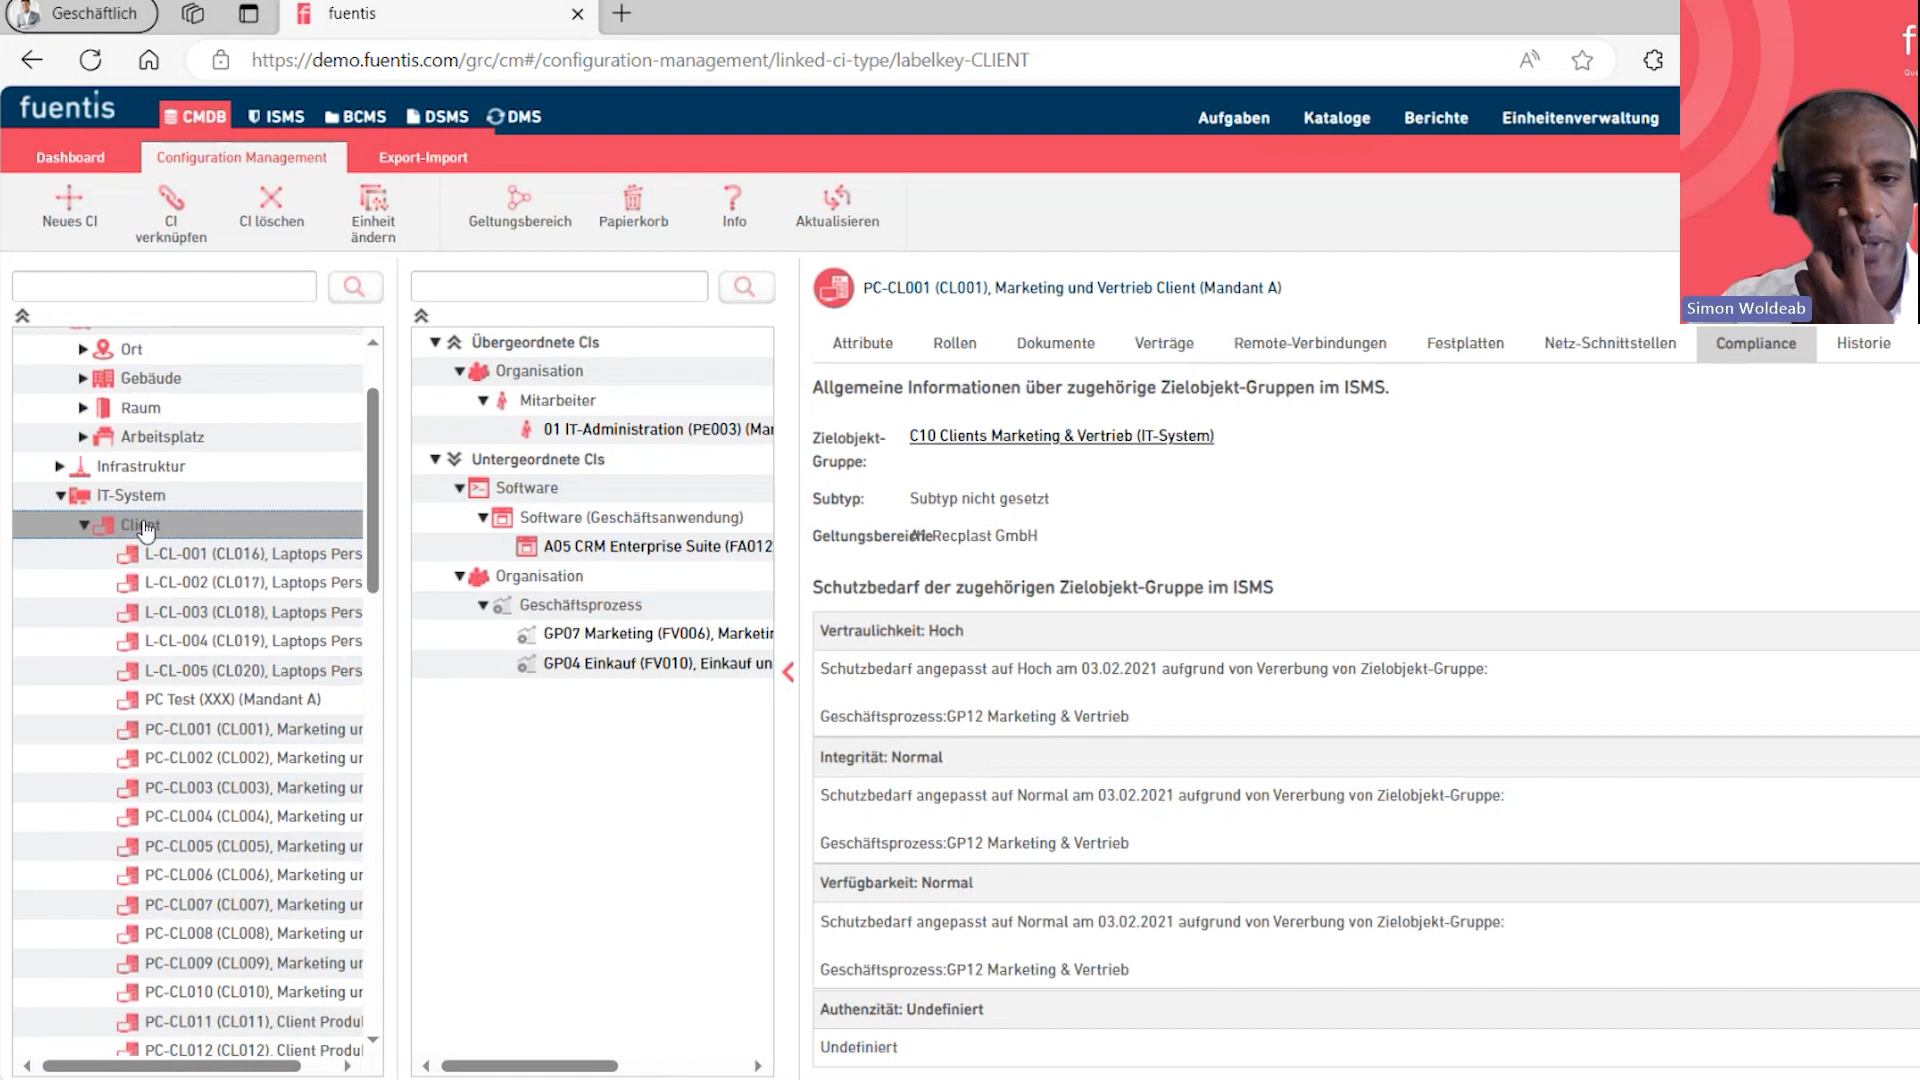 Geschäftlich
fuentis
https://demo.fuentis.com/grc/cm#/configuration-management/linked-ci-type/labelkey-CLIENT
f
Simon Woldeab
fuentis
CMDB ISMS BCMS DSMS DMS
Aufgaben Kataloge Berichte Einheitenverwaltung
Dashboard Configuration Management Export-Import
Neues CI
CI verknüpfen
CI löschen
Einheit ändern
Geltungsbereich
Papierkorb
Info
Aktualisieren
Ort
Gebäude
Raum
Arbeitsplatz
Infrastruktur
IT-System
Client
L-CL-001 (CL016), Laptops Pers
L-CL-002 (CL017), Laptops Pers
L-CL-003 (CL018), Laptops Pers
L-CL-004 (CL019), Laptops Pers
L-CL-005 (CL020), Laptops Pers
PC Test (XXX) (Mandant A)
PC-CL001 (CL001), Marketing ur
PC-CL002 (CL002), Marketing ur
PC-CL003 (CL003), Marketing ur
PC-CL004 (CL004), Marketing ur
PC-CL005 (CL005), Marketing ur
PC-CL006 (CL006), Marketing ur
PC-CL007 (CL007), Marketing ur
PC-CL008 (CL008), Marketing ur
PC-CL009 (CL009), Marketing ur
PC-CL010 (CL010), Marketing ur
PC-CL011 (CL011), Client Produl
PC-CL012 (CL012), Client Produl
Übergeordnete CIs
Organisation
Mitarbeiter
01 IT-Administration (PE003) (Mar
Untergeordnete CIs
Software
Software (Geschäftsanwendung)
A05 CRM Enterprise Suite (FA012
Organisation
Geschäftsprozess
GP07 Marketing (FV006), Marketir
GP04 Einkauf (FV010), Einkauf un
PC-CL001 (CL001), Marketing und Vertrieb Client (Mandant A)
Attribute Rollen Dokumente Verträge Remote-Verbindungen Festplatten Netz-Schnittstellen Compliance Historie
Allgemeine Informationen über zugehörige Zielobjekt-Gruppen im ISMS.
Zielobjekt-Gruppe: C10 Clients Marketing & Vertrieb (IT-System)
Subtyp: Subtyp nicht gesetzt
Geltungsbereiche: Recplast GmbH
Schutzbedarf der zugehörigen Zielobjekt-Gruppe im ISMS
Vertraulichkeit: Hoch
Schutzbedarf angepasst auf Hoch am 03.02.2021 aufgrund von Vererbung von Zielobjekt-Gruppe:
Geschäftsprozess:GP12 Marketing & Vertrieb
Integrität: Normal
Schutzbedarf angepasst auf Normal am 03.02.2021 aufgrund von Vererbung von Zielobjekt-Gruppe:
Geschäftsprozess:GP12 Marketing & Vertrieb
Verfügbarkeit: Normal
Schutzbedarf angepasst auf Normal am 03.02.2021 aufgrund von Vererbung von Zielobjekt-Gruppe:
Geschäftsprozess:GP12 Marketing & Vertrieb
Authenzität: Undefiniert
Undefiniert